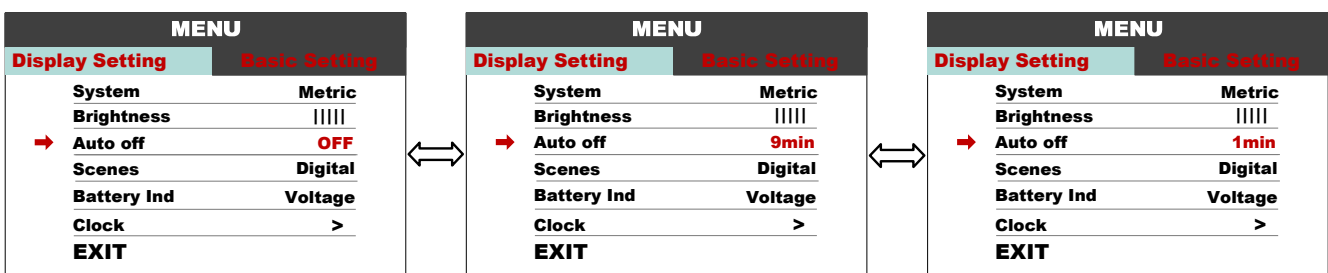 MENU
Display Setting Basic Setting
System Metric
Brightness |||||
Auto off OFF
Scenes Digital
Battery Ind Voltage
Clock >
EXIT
MENU
Display Setting Basic Setting
System Metric
Brightness |||||
Auto off 9min
Scenes Digital
Battery Ind Voltage
Clock >
EXIT
MENU
Display Setting Basic Setting
System Metric
Brightness |||||
Auto off 1min
Scenes Digital
Battery Ind Voltage
Clock >
EXIT